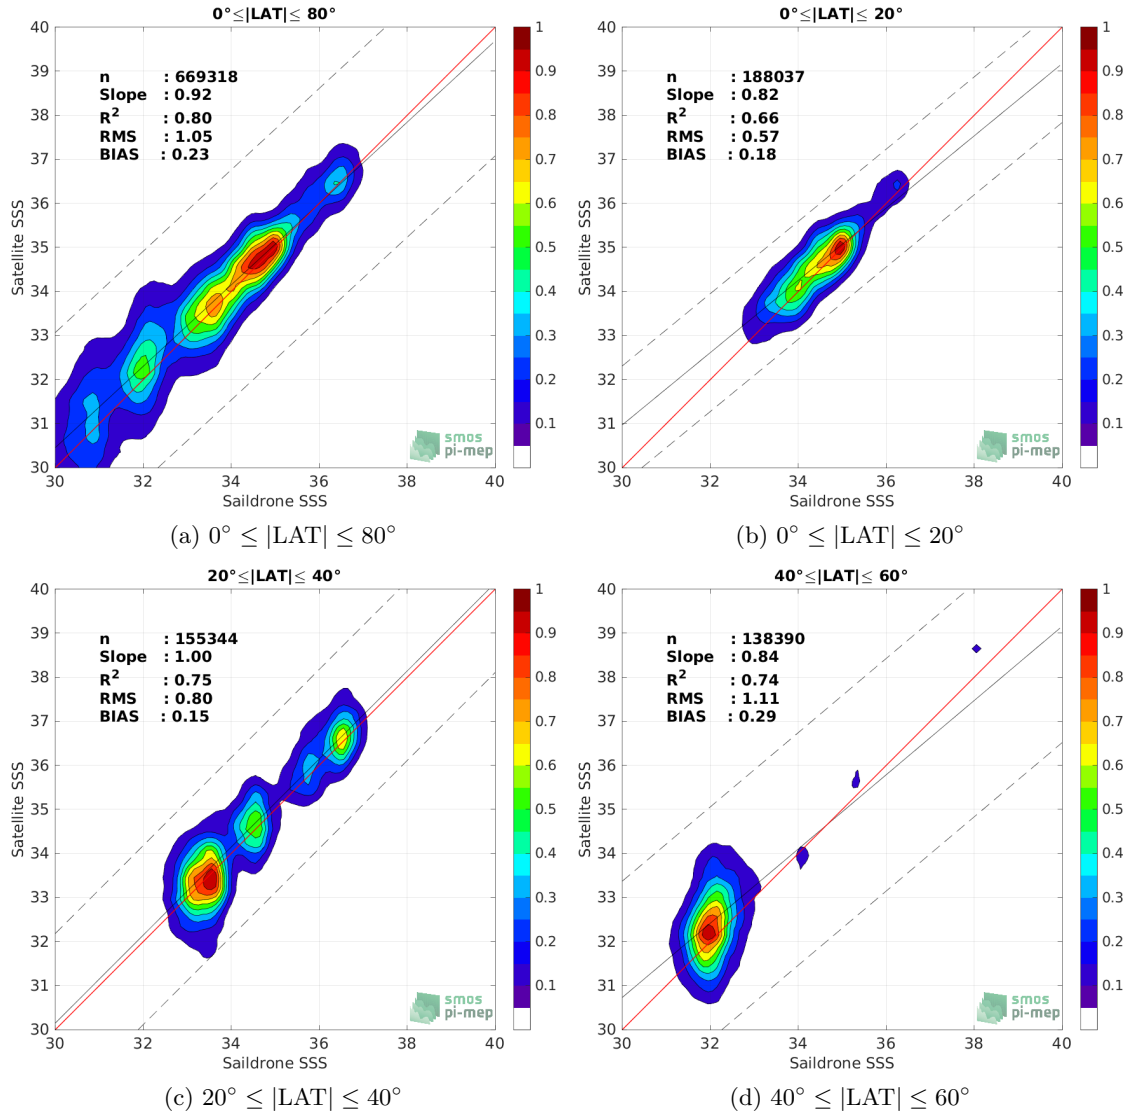 0°≤|LAT|≤ 80°
n : 669318
Slope : 0.92
R² : 0.80
RMS : 1.05
BIAS : 0.23
Satellite SSS
40
39
38
37
36
35
34
33
32
31
30
30 32 34 36 38 40
Saildrone SSS
1
0.9
0.8
0.7
0.6
0.5
0.4
0.3
0.2
0.1
smos
pi-mep
(a) 0° ≤ |LAT| ≤ 80°
0°≤|LAT|≤ 20°
n : 188037
Slope : 0.82
R² : 0.66
RMS : 0.57
BIAS : 0.18
Satellite SSS
40
39
38
37
36
35
34
33
32
31
30
30 32 34 36 38 40
Saildrone SSS
1
0.9
0.8
0.7
0.6
0.5
0.4
0.3
0.2
0.1
smos
pi-mep
(b) 0° ≤ |LAT| ≤ 20°
20°≤|LAT|≤ 40°
n : 155344
Slope : 1.00
R² : 0.75
RMS : 0.80
BIAS : 0.15
Satellite SSS
40
39
38
37
36
35
34
33
32
31
30
30 32 34 36 38 40
Saildrone SSS
1
0.9
0.8
0.7
0.6
0.5
0.4
0.3
0.2
0.1
smos
pi-mep
(c) 20° ≤ |LAT| ≤ 40°
40°≤|LAT|≤ 60°
n : 138390
Slope : 0.84
R² : 0.74
RMS : 1.11
BIAS : 0.29
Satellite SSS
40
39
38
37
36
35
34
33
32
31
30
30 32 34 36 38 40
Saildrone SSS
1
0.9
0.8
0.7
0.6
0.5
0.4
0.3
0.2
0.1
smos
pi-mep
(d) 40° ≤ |LAT| ≤ 60°